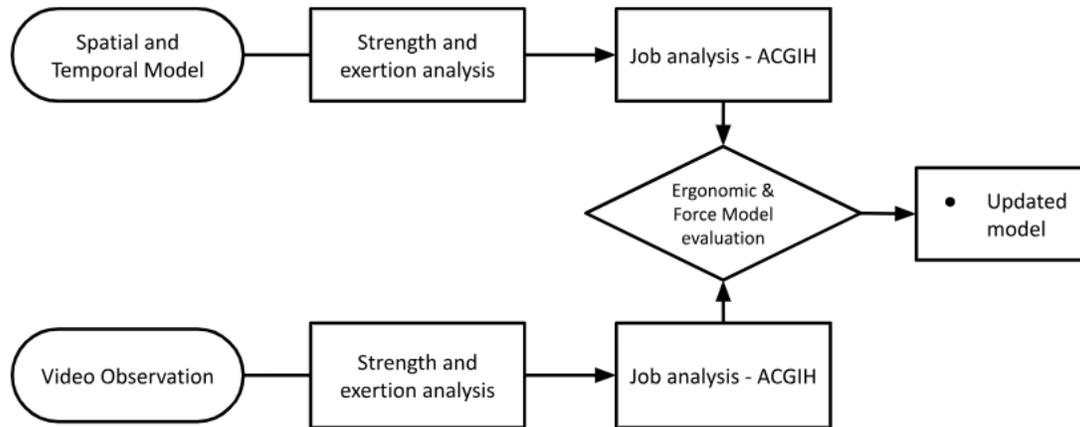 Spatial and
Temporal Model
Strength and
exertion analysis
Job analysis - ACGIH
Ergonomic &
Force Model
evaluation
• Updated
model
Video Observation
Strength and
exertion analysis
Job analysis - ACGIH